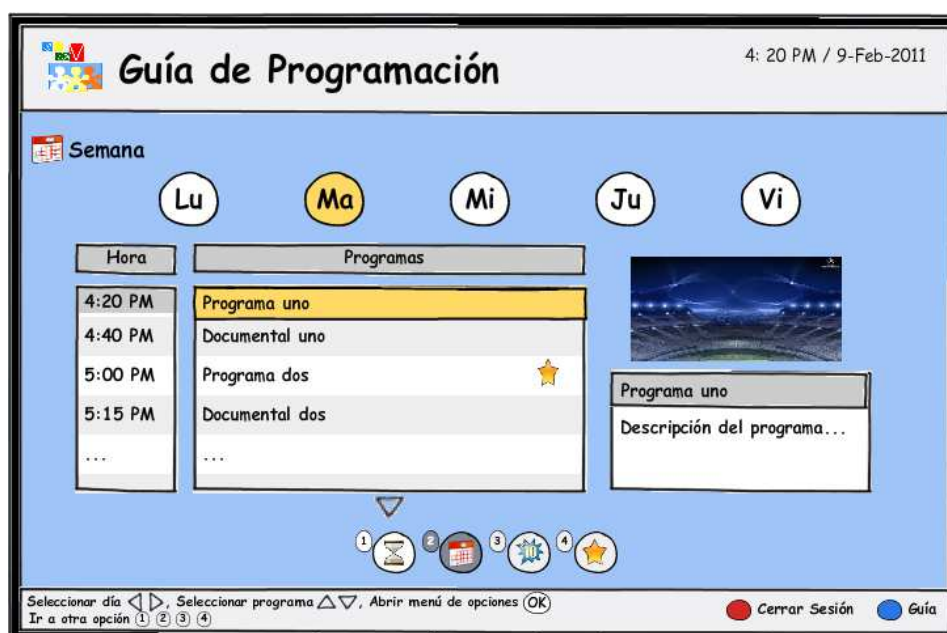 Guía de Programación
4: 20 PM / 9-Feb-2011
Semana
Lu Ma Mi Ju Vi
Hora Programas
4:20 PM Programa uno
4:40 PM Documental uno
5:00 PM Programa dos
5:15 PM Documental dos
... ...
Programa uno
Descripción del programa...
1 2 3 10 4
Seleccionar día , Seleccionar programa , Abrir menú de opciones OK
Ir a otra opción 1 2 3 4
Cerrar Sesión Guía